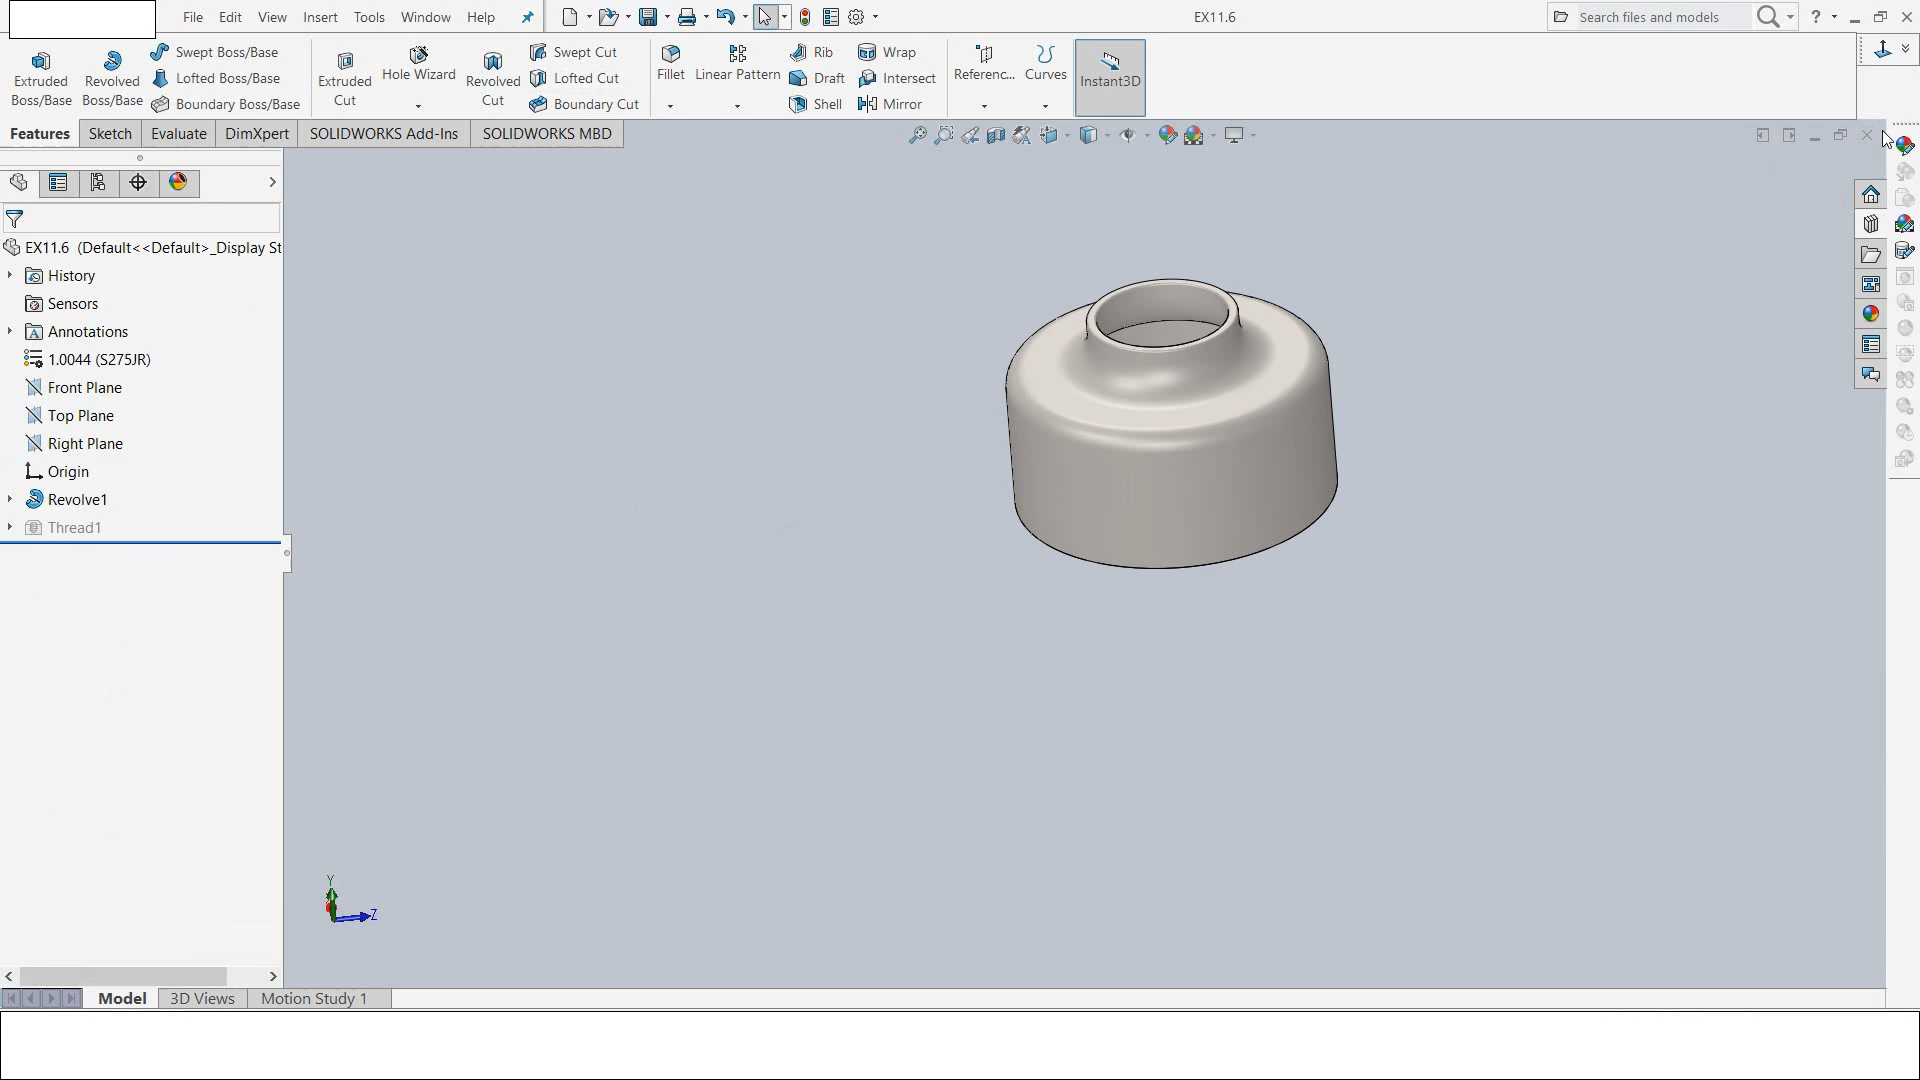 File Edit View Insert Tools Window Help EX11.6 Search files and models ?
Extruded Boss/Base
Revolved Boss/Base
Swept Boss/Base
Lofted Boss/Base
Boundary Boss/Base
Extruded Cut
Hole Wizard
Revolved Cut
Swept Cut
Lofted Cut
Boundary Cut
Fillet
Linear Pattern
Rib
Draft
Shell
Wrap
Intersect
Mirror
Referenc...
Curves
Instant3D
Features Sketch Evaluate DimXpert SOLIDWORKS Add-Ins SOLIDWORKS MBD
EX11.6 (Default<<Default>_Display St
History
Sensors
A Annotations
1.0044 (S275JR)
Front Plane
Top Plane
Right Plane
Origin
Revolve1
Thread1
Y
Z
Model 3D Views Motion Study 1